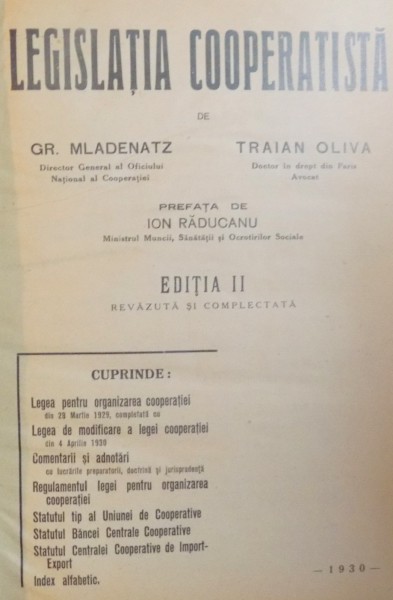 LEGISLAȚIA COOPERATISTĂ
DE
GR. MLADENATZ
Director General al Oficiului
Național al Cooperației
TRAIAN OLIVA
Doctor în drept din Paris
Avocat
PREFAȚA DE
ION RĂDUCANU
Ministrul Muncii, Sănătății și Ocrotirilor Sociale
EDIȚIA II
REVĂZUTĂ ȘI COMPLECTATĂ
CUPRINDE:
Legea pentru organizarea cooperației
din 28 Martie 1929, completată cu
Legea de modificare a legei cooperației
din 4 Aprilie 1930
Comentarii și adnotări
cu lucrările preparatorii, doctrină și jurisprudență
Regulamentul legei pentru organizarea
cooperației
Statutul tip al Uniunei de Cooperative
Statutul Băncei Centrale Cooperative
Statutul Centralei Cooperative de Import-
Export
Index alfabetic.
— 1930 —